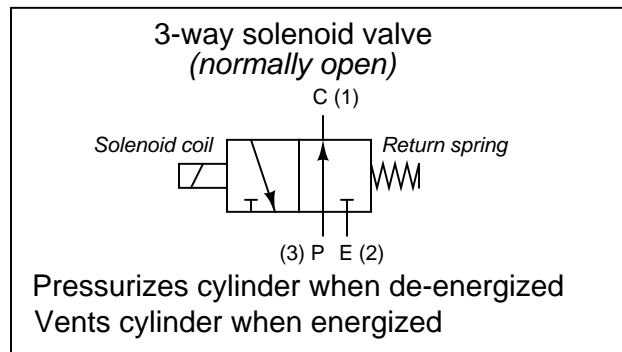 3-way solenoid valve
(normally open)
C (1)
Solenoid coil
Return spring
(3) P E (2)
Pressurizes cylinder when de-energized
Vents cylinder when energized